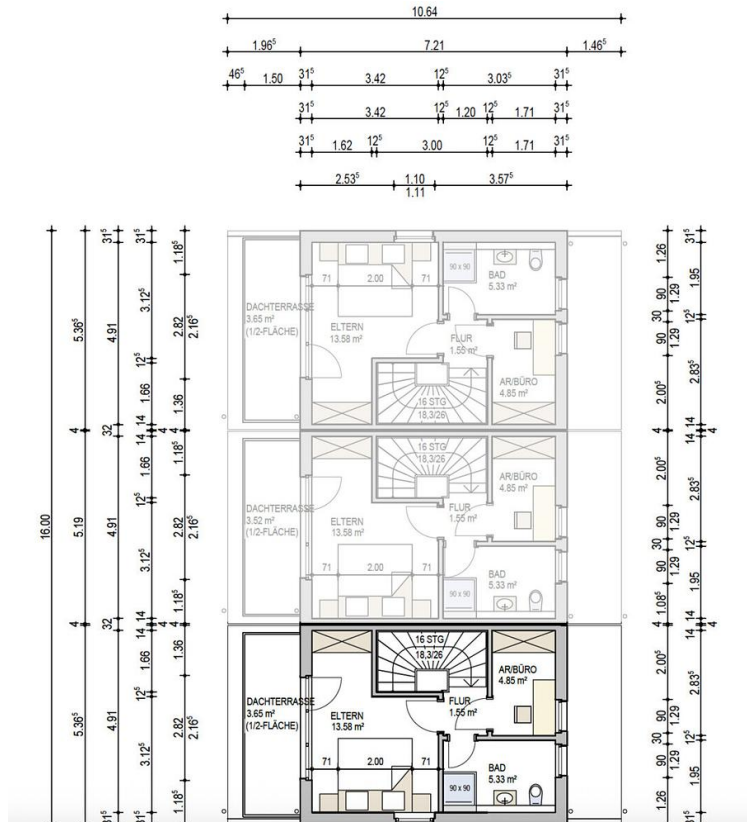 10.64
1.96⁵ 7.21 1.46⁵
46⁵ 1.50 31⁵ 3.42 12⁵ 3.03⁵ 31⁵
31⁵ 3.42 12⁵ 1.20 12⁵ 1.71 31⁵
31⁵ 1.62 12⁵ 3.00 12⁵ 1.71 31⁵
2.53⁵ 1.10 3.57⁵
1.11
16.00
5.36⁵
4
5.19
4
5.36⁵
31⁵
4.91
32
4.91
32
4.91
31⁵
31⁵
3.12⁵
12⁵
1.66
14
4
14
1.66
12⁵
3.12⁵
14
4
14
1.66
12⁵
3.12⁵
31⁵
1.18⁵
2.82
2.16⁵
1.36
4
1.18⁵
2.82
2.16⁵
1.18⁵
4
1.36
2.82
2.16⁵
1.18⁵
90 x 90
BAD
5.33 m²
71 2.00 71
DACHTERRASSE
3.65 m²
(1/2-FLÄCHE)
ELTERN
13.58 m²
FLUR
1.55 m²
AR/BÜRO
4.85 m²
16 STG
18,3/26
16 STG
18,3/26
AR/BÜRO
4.85 m²
DACHTERRASSE
3.52 m²
(1/2-FLÄCHE)
ELTERN
13.58 m²
FLUR
1.55 m²
71 2.00 71
BAD
5.33 m²
90 x 90
16 STG
18,3/26
AR/BÜRO
4.85 m²
DACHTERRASSE
3.65 m²
(1/2-FLÄCHE)
ELTERN
13.58 m²
FLUR
1.55 m²
71 2.00 71
BAD
5.33 m²
90 x 90
1.26
90
1.29
30
90
1.29
2.00⁵
4
2.00⁵
90
1.29
30
90
1.29
1.08⁵
4
2.00⁵
90
1.29
30
90
1.29
1.26
31⁵
1.95
12⁵
2.83⁵
14
4
14
2.83⁵
12⁵
1.95
14
4
14
2.83⁵
12⁵
1.95
31⁵